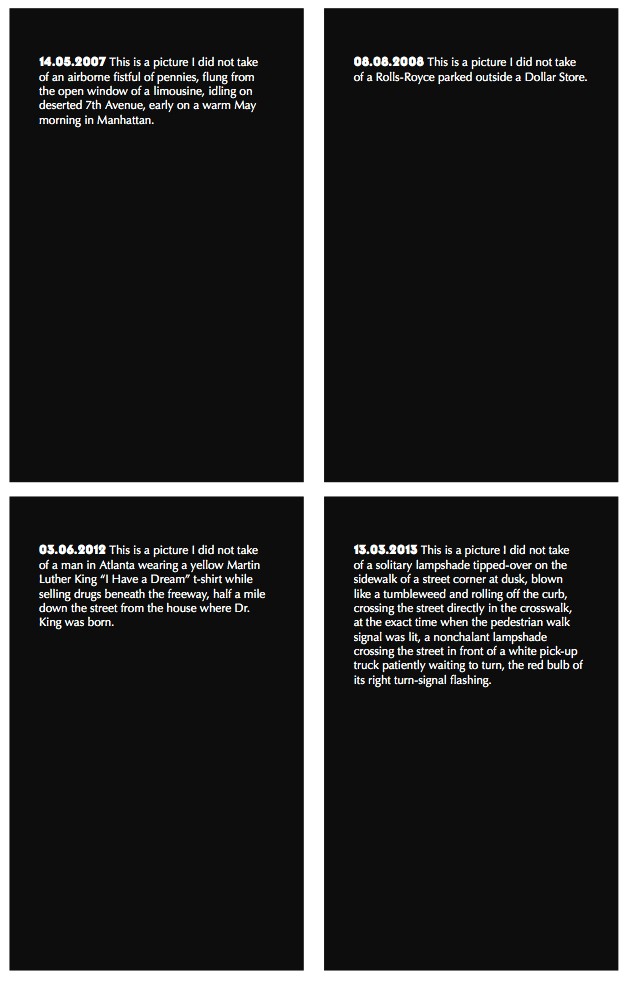 14.05.2007 This is a picture I did not take
of an airborne fistful of pennies, flung from
the open window of a limousine, idling on
deserted 7th Avenue, early on a warm May
morning in Manhattan.
08.08.2008 This is a picture I did not take
of a Rolls-Royce parked outside a Dollar Store.
03.06.2012 This is a picture I did not take
of a man in Atlanta wearing a yellow Martin
Luther King “I Have a Dream” t-shirt while
selling drugs beneath the freeway, half a mile
down the street from the house where Dr.
King was born.
13.03.2013 This is a picture I did not take
of a solitary lampshade tipped-over on the
sidewalk of a street corner at dusk, blown
like a tumbleweed and rolling off the curb,
crossing the street directly in the crosswalk,
at the exact time when the pedestrian walk
signal was lit, a nonchalant lampshade
crossing the street in front of a white pick-up
truck patiently waiting to turn, the red bulb of
its right turn-signal flashing.